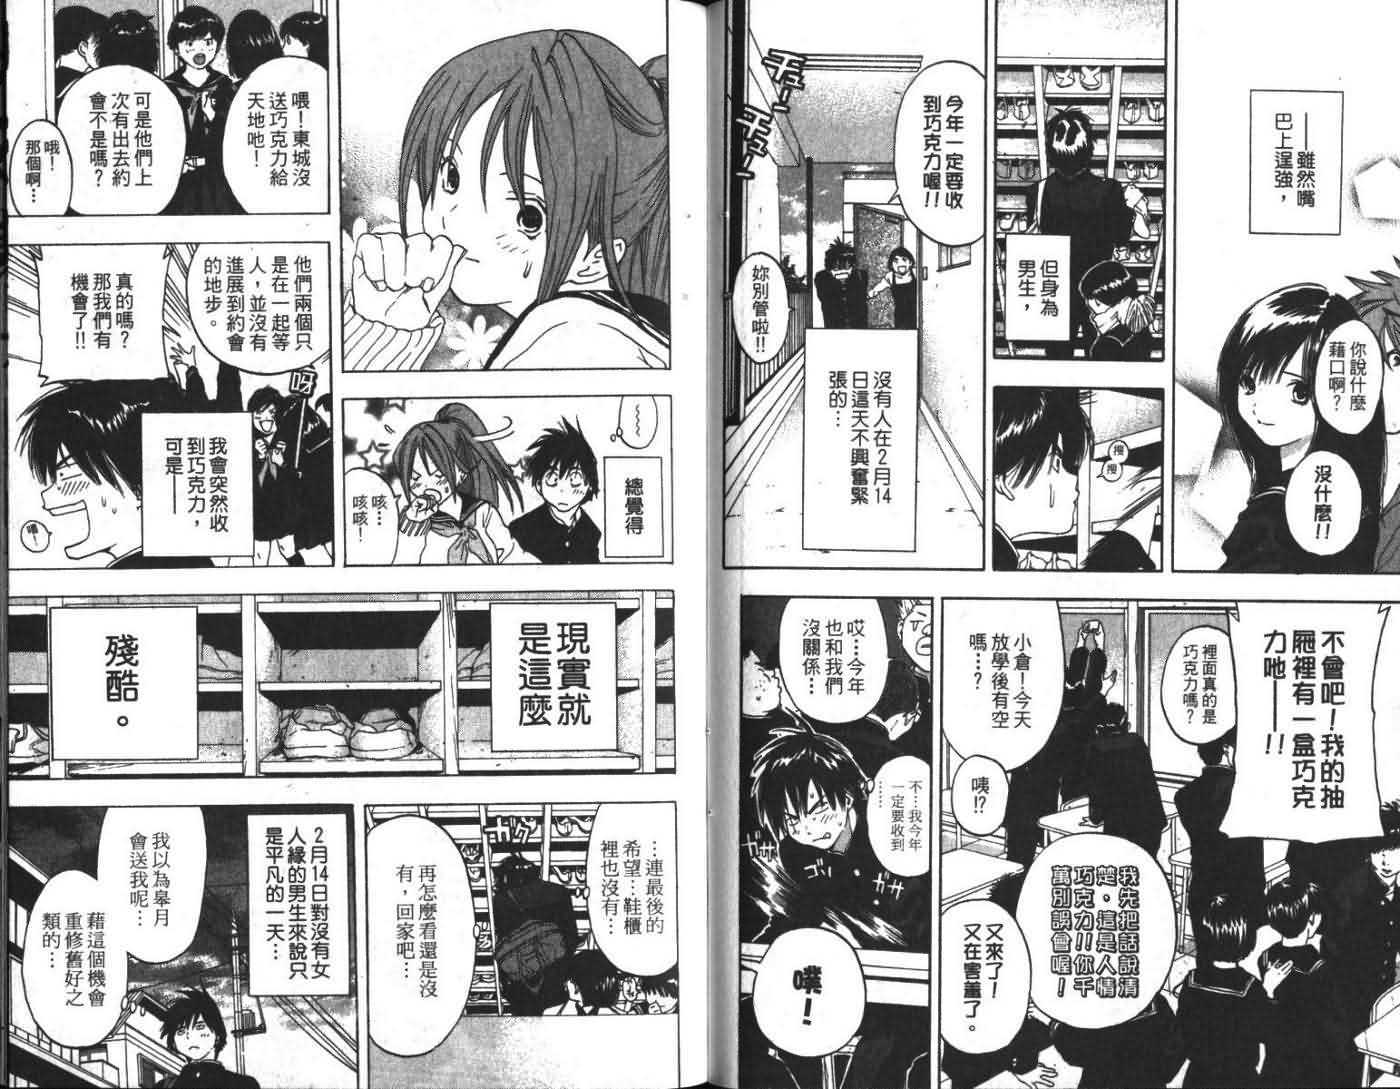 你說什麼
藉口啊？
沒什麼!!
——雖然嘴
巴上逞強，
但身為
男生，
搜
搜
今年一定要收
到巧克力喔!!
妳別管啦!!
沒有人在2月14
日這天不興奮緊
張的…
不會吧！我的抽
屜裡有一盒巧克
力吔——!!
裡面真的是
巧克力嗎？
我先把話說清
楚，這是人情
巧克力!!你千
萬別誤會喔！
又來了！
又在害羞了。
小倉！今天
放學後有空
嗎…？
咦!?
哎…今年
也和我們
沒關係…
不…我今年
一定要收到
………
噗！
總覺得
咳…
咳咳！
喂！東城沒
送巧克力給
天地吔！
可是他們上
次有出去約
會不是嗎？
哦！
那個啊…
他們兩個只
是在一起等
人，並沒有
進展到約會
的地步。
真的嗎？
那我們有
機會了!!
呀
我會突然收
到巧克力，
可是——
嘈…
現實就
是這麼
殘酷。
…連最後的
希望…鞋櫃
裡也沒有…
再怎麼看還是沒
有，回家吧…
2月14日對沒有女
人緣的男生來說只
是平凡的一天…
我以為皋月
會送我呢…
藉這個機會
重修舊好之
類的…